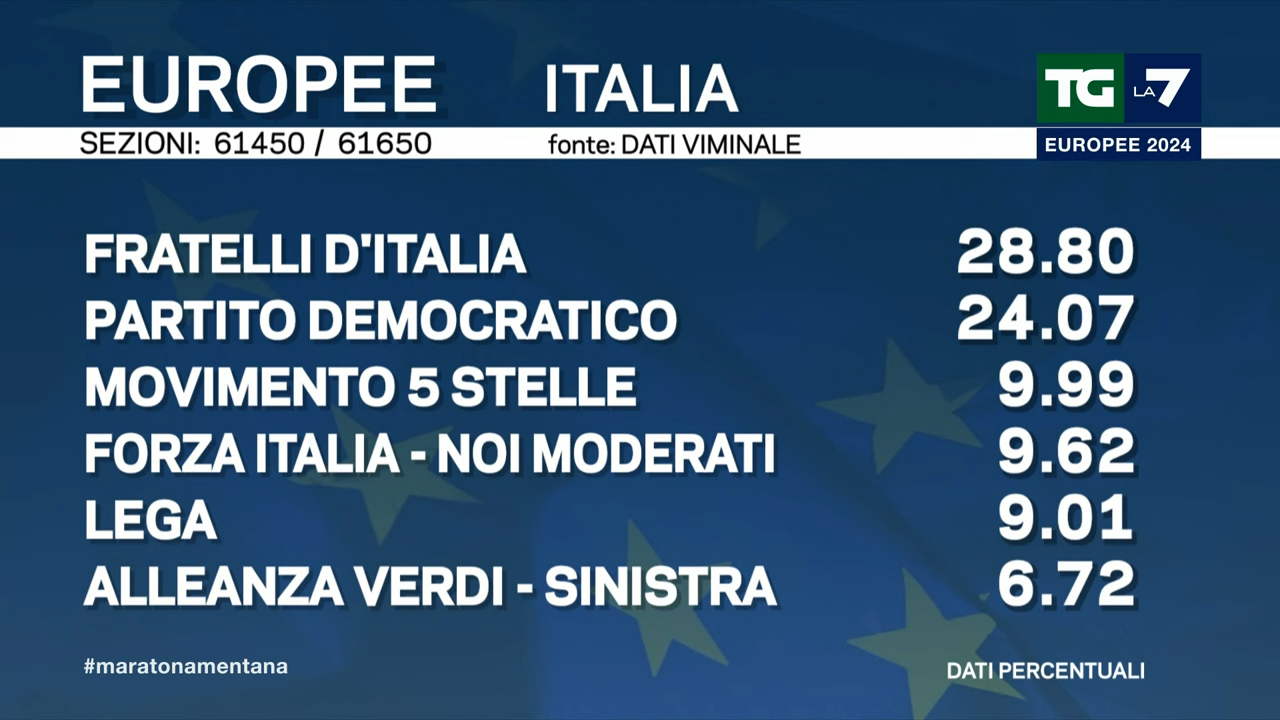 EUROPEE ITALIA TG LA7
SEZIONI: 61450 / 61650 fonte: DATI VIMINALE EUROPEE 2024
FRATELLI D'ITALIA 28.80
PARTITO DEMOCRATICO 24.07
MOVIMENTO 5 STELLE 9.99
FORZA ITALIA - NOI MODERATI 9.62
LEGA 9.01
ALLEANZA VERDI - SINISTRA 6.72
#maratonamentana DATI PERCENTUALI